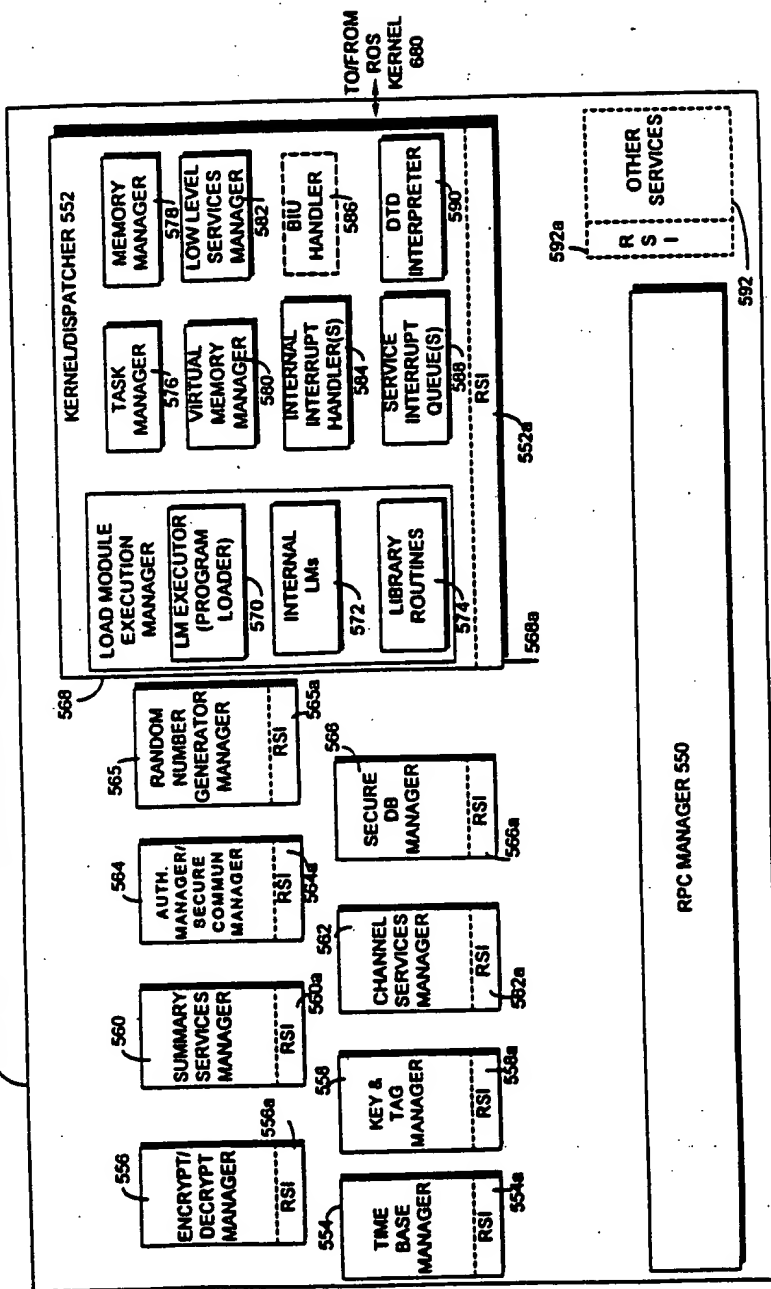 KERNEL/DISPATCHER 552
LOAD MODULE
EXECUTION
MANAGER
568
LM EXECUTOR
(PROGRAM
LOADER)
570
INTERNAL
LMs
572
LIBRARY
ROUTINES
574
568a
TASK
MANAGER
576
MEMORY
MANAGER
578
VIRTUAL
MEMORY
MANAGER
580
LOW LEVEL
SERVICES
MANAGER
582
INTERNAL
INTERRUPT
HANDLER(S)
584
BIU
HANDLER
586
SERVICE
INTERRUPT
QUEUE(S)
588
DTD
INTERPRETER
590
RSI
552a
TO/FROM
ROS
KERNEL
680
556
ENCRYPT/
DECRYPT
MANAGER
RSI
556a
560
SUMMARY
SERVICES
MANAGER
RSI
560a
564
AUTH.
MANAGER/
SECURE
COMMUN
MANAGER
RSI
564a
565
RANDOM
NUMBER
GENERATOR
MANAGER
RSI
565a
554
TIME
BASE
MANAGER
RSI
554a
558
KEY &
TAG
MANAGER
RSI
558a
562
CHANNEL
SERVICES
MANAGER
RSI
562a
566
SECURE
DB
MANAGER
RSI
566a
RPC MANAGER 550
592a
R
S
I
OTHER
SERVICES
592